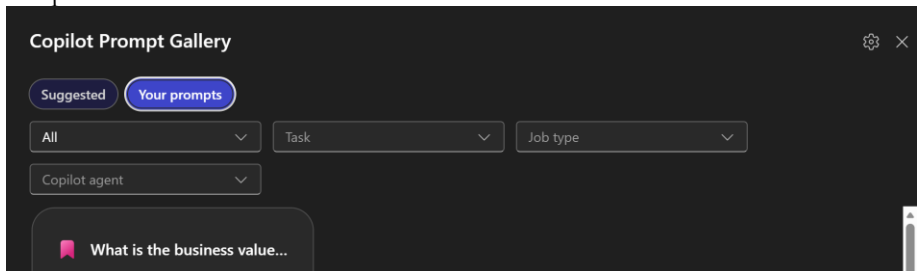 Copilot Prompt Gallery
Suggested Your prompts
All Task Job type
Copilot agent
What is the business value...